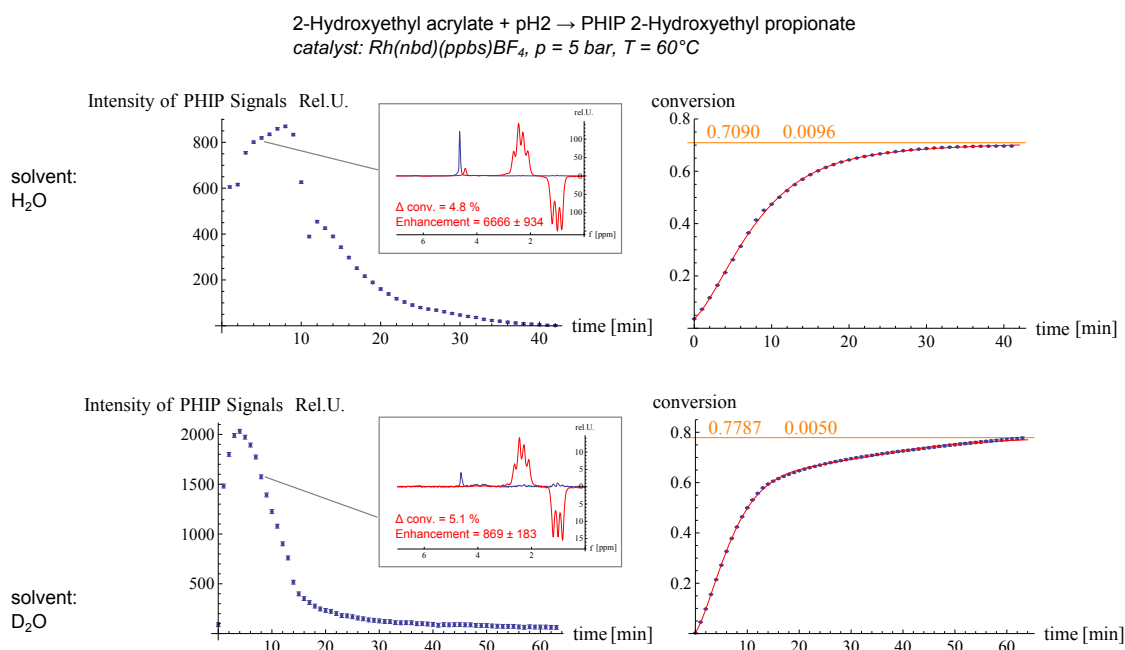 2-Hydroxyethyl acrylate + pH2 → PHIP 2-Hydroxyethyl propionate
catalyst: Rh(nbd)(ppbs)BF₄, p = 5 bar, T = 60°C
solvent:
H₂O
Intensity of PHIP Signals Rel.U.
800
600
400
200
10 20 30 40
time [min]
rel.U.
100
50
0
50
100
Δ conv. = 4.8 %
Enhancement = 6666 ± 934
6 4 2
f [ppm]
conversion
0.7090 0.0096
0.8
0.6
0.4
0.2
0 10 20 30 40
time [min]
solvent:
D₂O
Intensity of PHIP Signals Rel.U.
2000
1500
1000
500
0 10 20 30 40 50 60
time [min]
rel.U.
10
5
0
5
10
15
Δ conv. = 5.1 %
Enhancement = 869 ± 183
6 4 2
f [ppm]
conversion
0.7787 0.0050
0.8
0.6
0.4
0.2
0.0
0 10 20 30 40 50 60
time [min]